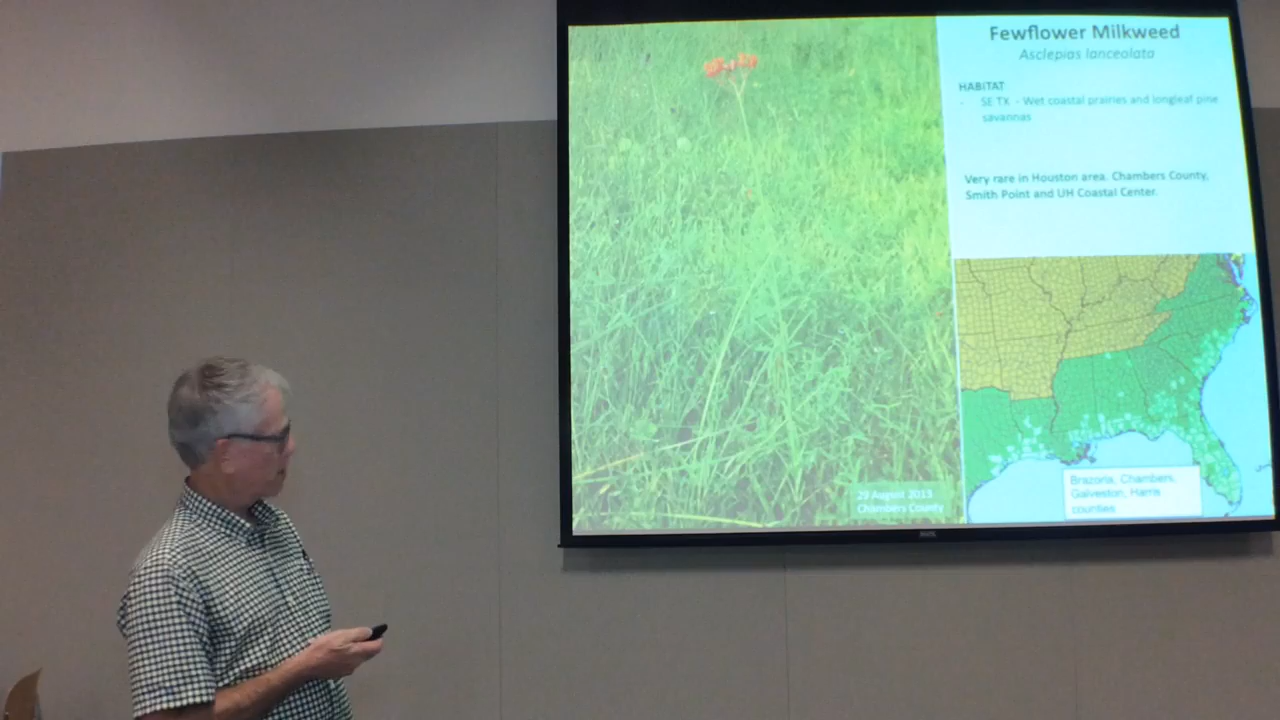 Fewflower Milkweed
Asclepias lanceolata
HABITAT
- SE TX - Wet coastal prairies and longleaf pine
savannas
Very rare in Houston area. Chambers County,
Smith Point and UH Coastal Center.
29 August 2013
Chambers County
Brazoria, Chambers,
Galveston, Harris
counties